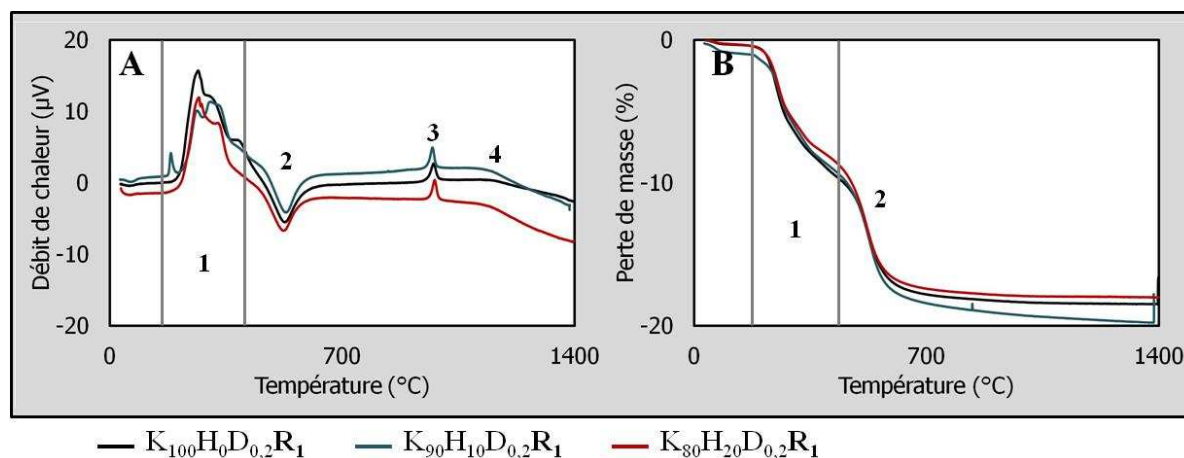 20
10
0
-10
-20
A
1
2
3
4
Débit de chaleur (µV)
0
700
1400
Température (°C)
0
-10
-20
B
1
2
Perte de masse (%)
0
700
1400
Température (°C)
K₁₀₀H₀D₀,₂R₁
K₉₀H₁₀D₀,₂R₁
K₈₀H₂₀D₀,₂R₁